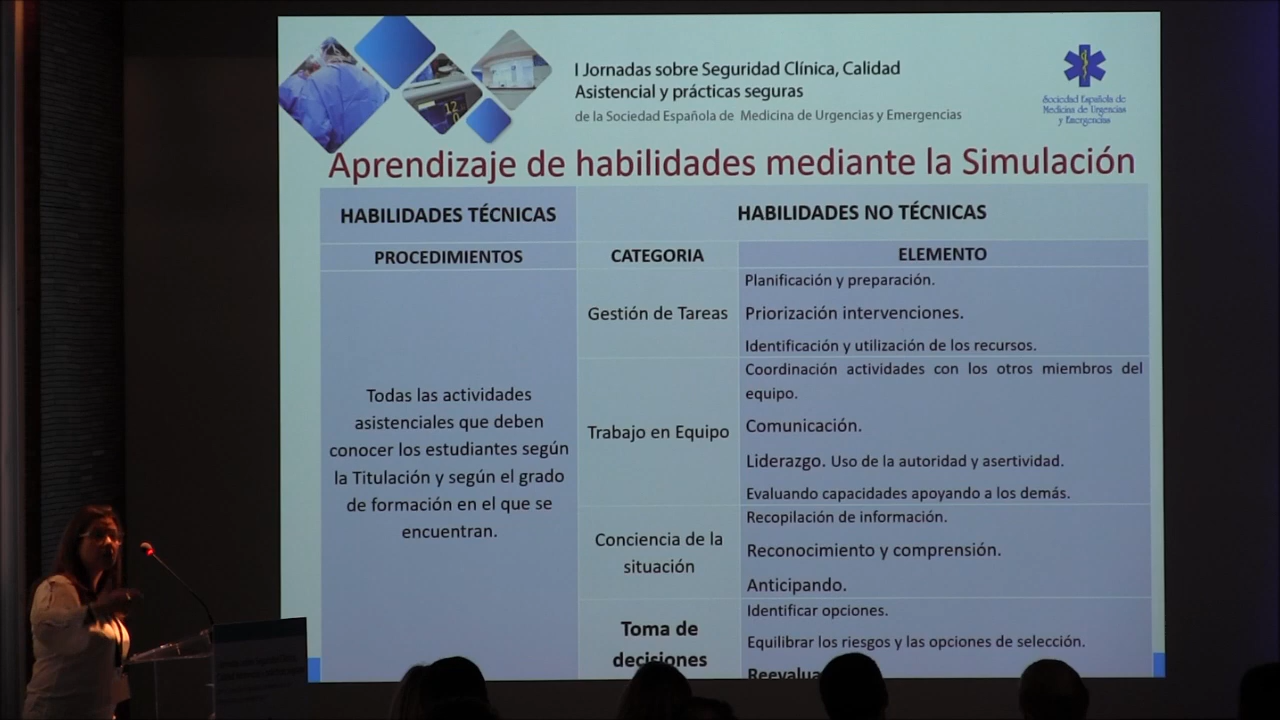 I Jornadas sobre Seguridad Clínica, Calidad
Asistencial y prácticas seguras
de la Sociedad Española de Medicina de Urgencias y Emergencias
Sociedad Española de
Medicina de Urgencias
y Emergencias
Aprendizaje de habilidades mediante la Simulación
HABILIDADES TÉCNICAS
HABILIDADES NO TÉCNICAS
PROCEDIMIENTOS
CATEGORIA
ELEMENTO
Todas las actividades
asistenciales que deben
conocer los estudiantes según
la Titulación y según el grado
de formación en el que se
encuentran.
Gestión de Tareas
Planificación y preparación.
Priorización intervenciones.
Identificación y utilización de los recursos.
Trabajo en Equipo
Coordinación actividades con los otros miembros del
equipo.
Comunicación.
Liderazgo. Uso de la autoridad y asertividad.
Evaluando capacidades apoyando a los demás.
Conciencia de la
situación
Recopilación de información.
Reconocimiento y comprensión.
Anticipando.
Toma de
decisiones
Identificar opciones.
Equilibrar los riesgos y las opciones de selección.